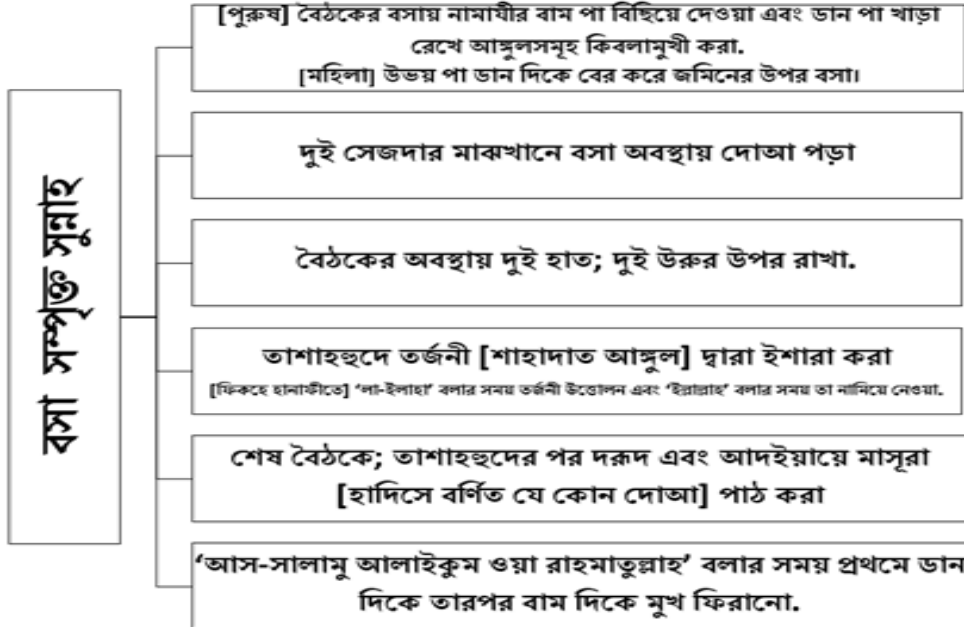 বসা সম্পৃক্ত সুন্নাহ
[পুরুষ] বৈঠকের বসায় নামাযীর বাম পা বিছিয়ে দেওয়া এবং ডান পা খাড়া
রেখে আঙ্গুলসমূহ কিবলামুখী করা.
[মহিলা] উভয় পা ডান দিকে বের করে জমিনের উপর বসা।
দুই সেজদার মাঝখানে বসা অবস্থায় দোআ পড়া
বৈঠকের অবস্থায় দুই হাত; দুই উরুর উপর রাখা.
তাশাহহুদে তর্জনী [শাহাদাত আঙ্গুল] দ্বারা ইশারা করা
[ফিকহে হানাফীতে] ‘লা-ইলাহা’ বলার সময় তর্জনী উত্তোলন এবং ‘ইল্লাল্লাহ’ বলার সময় তা নামিয়ে নেওয়া.
শেষ বৈঠকে; তাশাহহুদের পর দরূদ এবং আদইয়ায়ে মাসূরা
[হাদিসে বর্ণিত যে কোন দোআ] পাঠ করা
‘আস-সালামু আলাইকুম ওয়া রাহমাতুল্লাহ’ বলার সময় প্রথমে ডান
দিকে তারপর বাম দিকে মুখ ফিরানো.